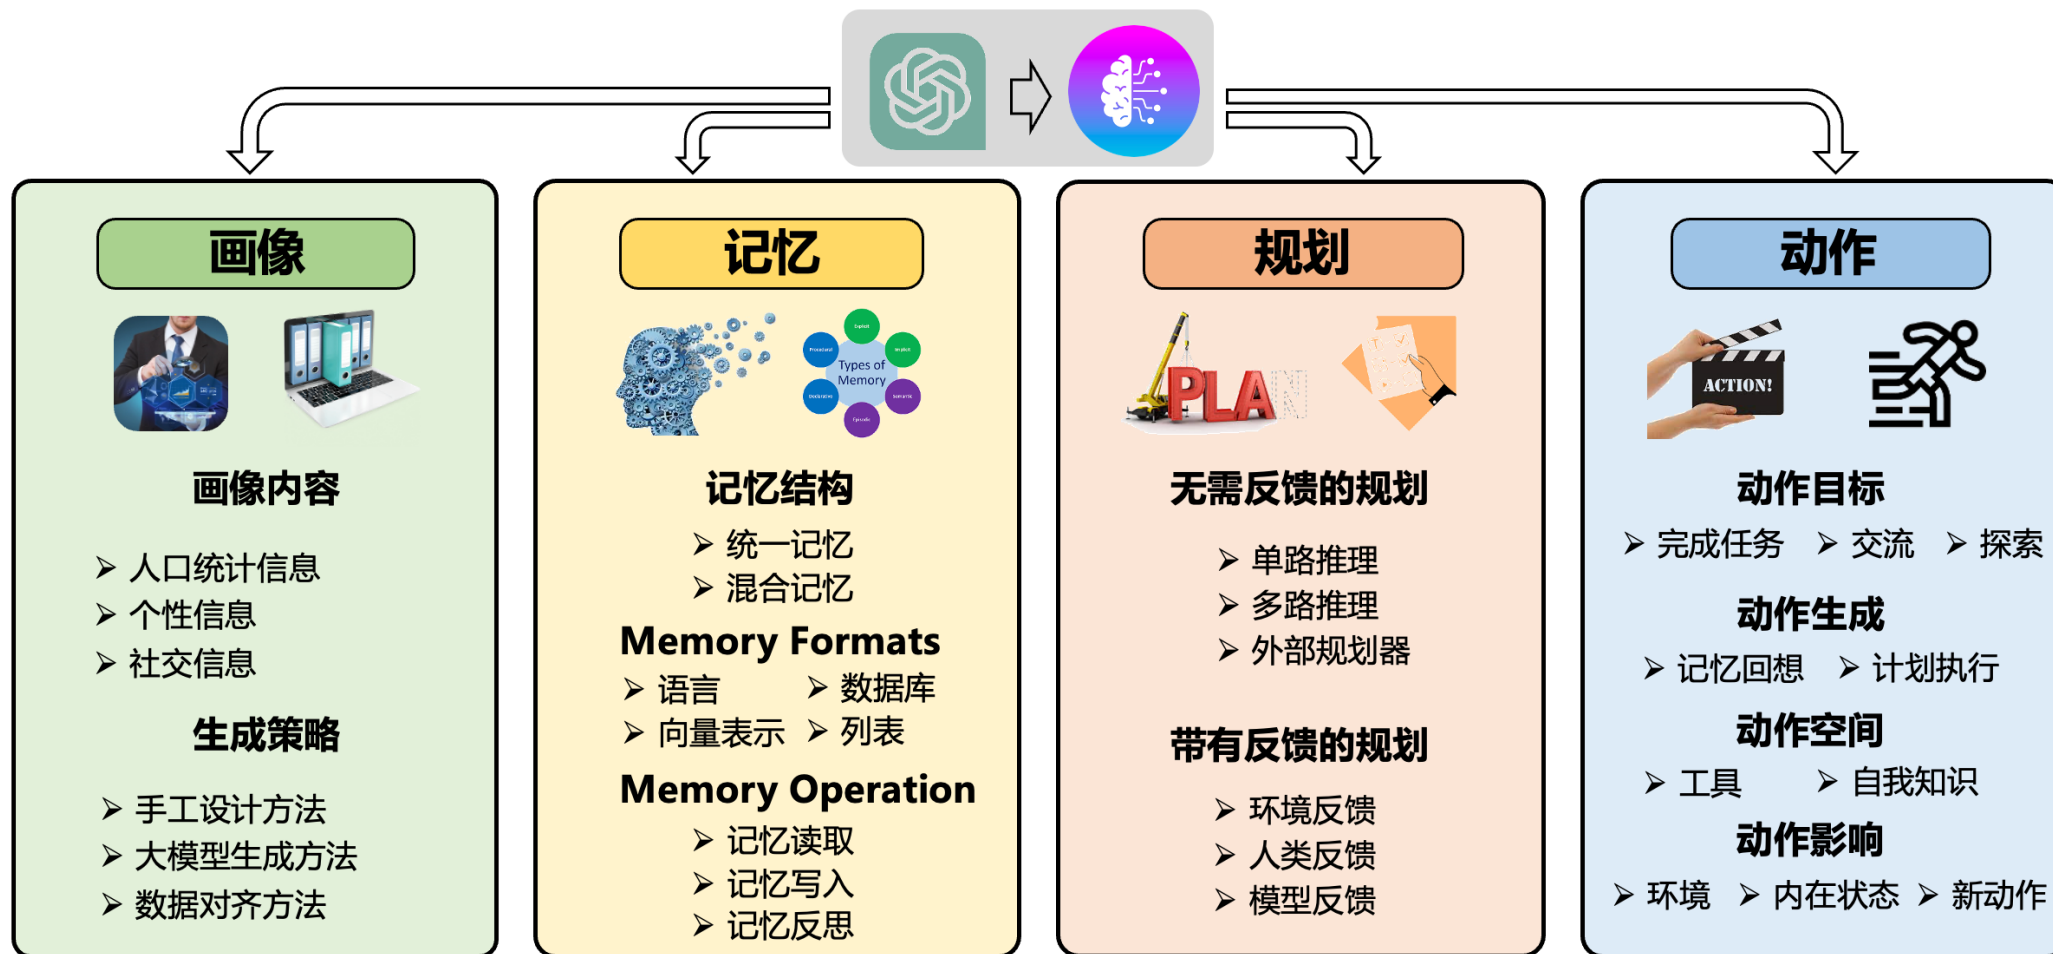 画像
画像内容
人口统计信息
个性信息
社交信息
生成策略
手工设计方法
大模型生成方法
数据对齐方法
记忆
Explicit
Procedural
Implicit
Types of
Memory
Declarative
Semantic
Episodic
记忆结构
统一记忆
混合记忆
Memory Formats
语言 数据库
向量表示 列表
Memory Operation
记忆读取
记忆写入
记忆反思
规划
PLAN
无需反馈的规划
单路推理
多路推理
外部规划器
带有反馈的规划
环境反馈
人类反馈
模型反馈
动作
ACTION!
动作目标
完成任务 交流 探索
动作生成
记忆回想 计划执行
动作空间
工具 自我知识
动作影响
环境 内在状态 新动作